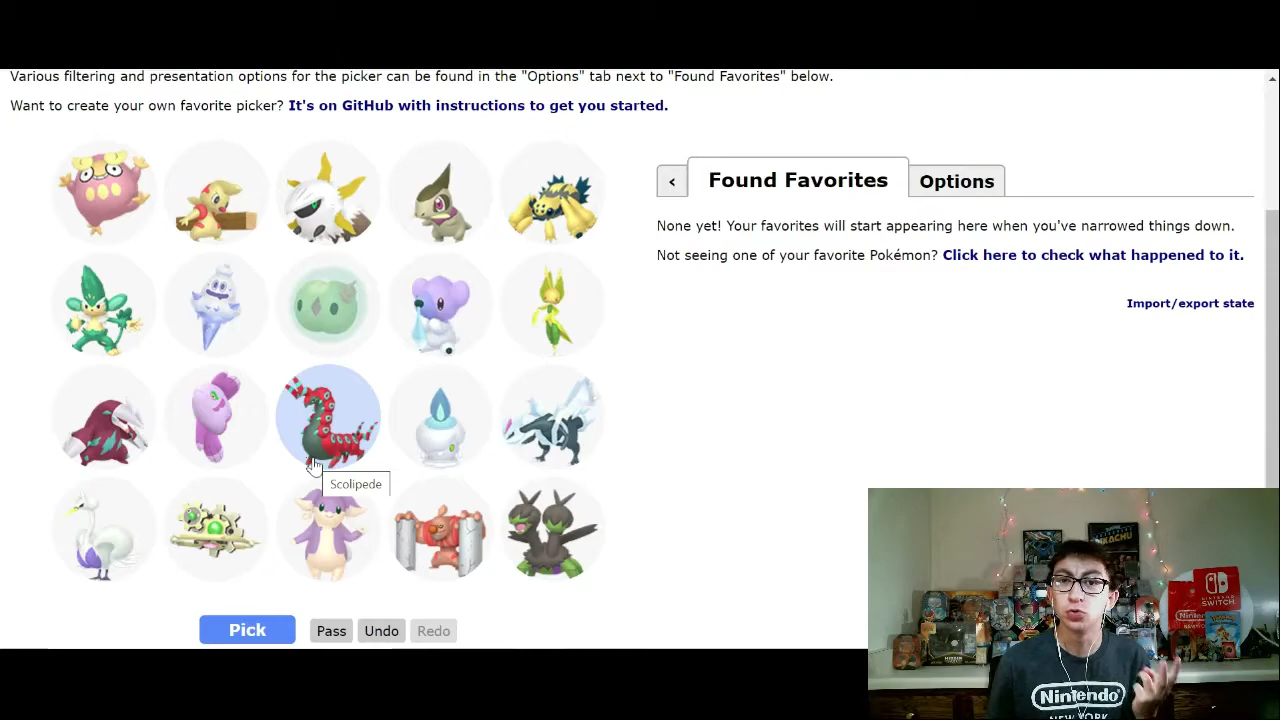 Various filtering and presentation options for the picker can be found in the "Options" tab next to "Found Favorites" below.
Want to create your own favorite picker? It's on GitHub with instructions to get you started.
‹ Found Favorites Options
None yet! Your favorites will start appearing here when you've narrowed things down.
Not seeing one of your favorite Pokémon? Click here to check what happened to it.
Import/export state
Scolipede
Pick Pass Undo Redo
PIKACHU
SWITCH
Nintendo
NEW YORK